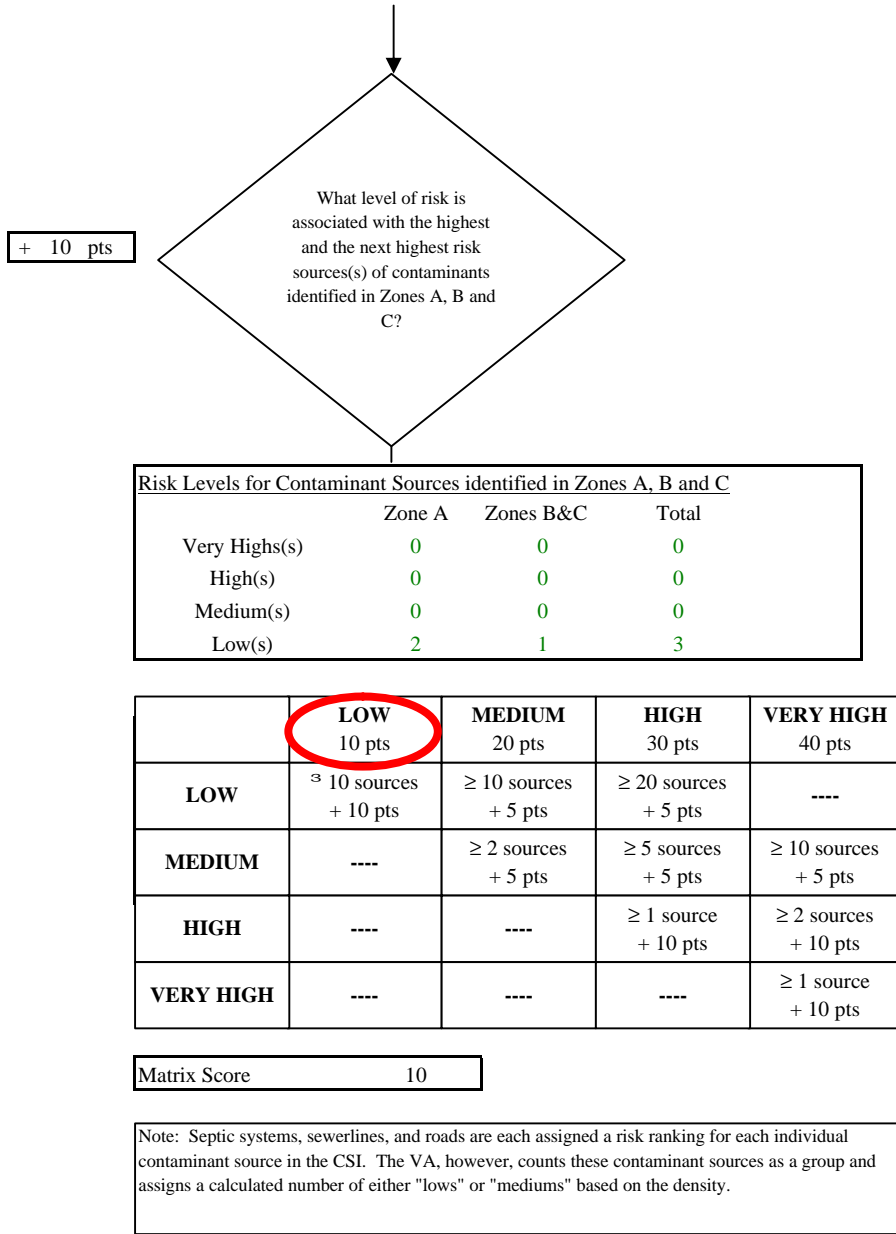 What level of risk is
associated with the highest
and the next highest risk
sources(s) of contaminants
identified in Zones A, B and
C?
+ 10 pts
Risk Levels for Contaminant Sources identified in Zones A, B and C
Zone A Zones B&C Total
Very Highs(s) 0 0 0
High(s) 0 0 0
Medium(s) 0 0 0
Low(s) 2 1 3
LOW MEDIUM HIGH VERY HIGH
10 pts 20 pts 30 pts 40 pts
LOW
³ 10 sources ≥ 10 sources ≥ 20 sources ----
+ 10 pts + 5 pts + 5 pts
MEDIUM
---- ≥ 2 sources ≥ 5 sources ≥ 10 sources
+ 5 pts + 5 pts + 5 pts
HIGH
---- ---- ≥ 1 source ≥ 2 sources
+ 10 pts + 10 pts
VERY HIGH
---- ---- ---- ≥ 1 source
+ 10 pts
Matrix Score 10
Note: Septic systems, sewerlines, and roads are each assigned a risk ranking for each individual
contaminant source in the CSI. The VA, however, counts these contaminant sources as a group and
assigns a calculated number of either "lows" or "mediums" based on the density.